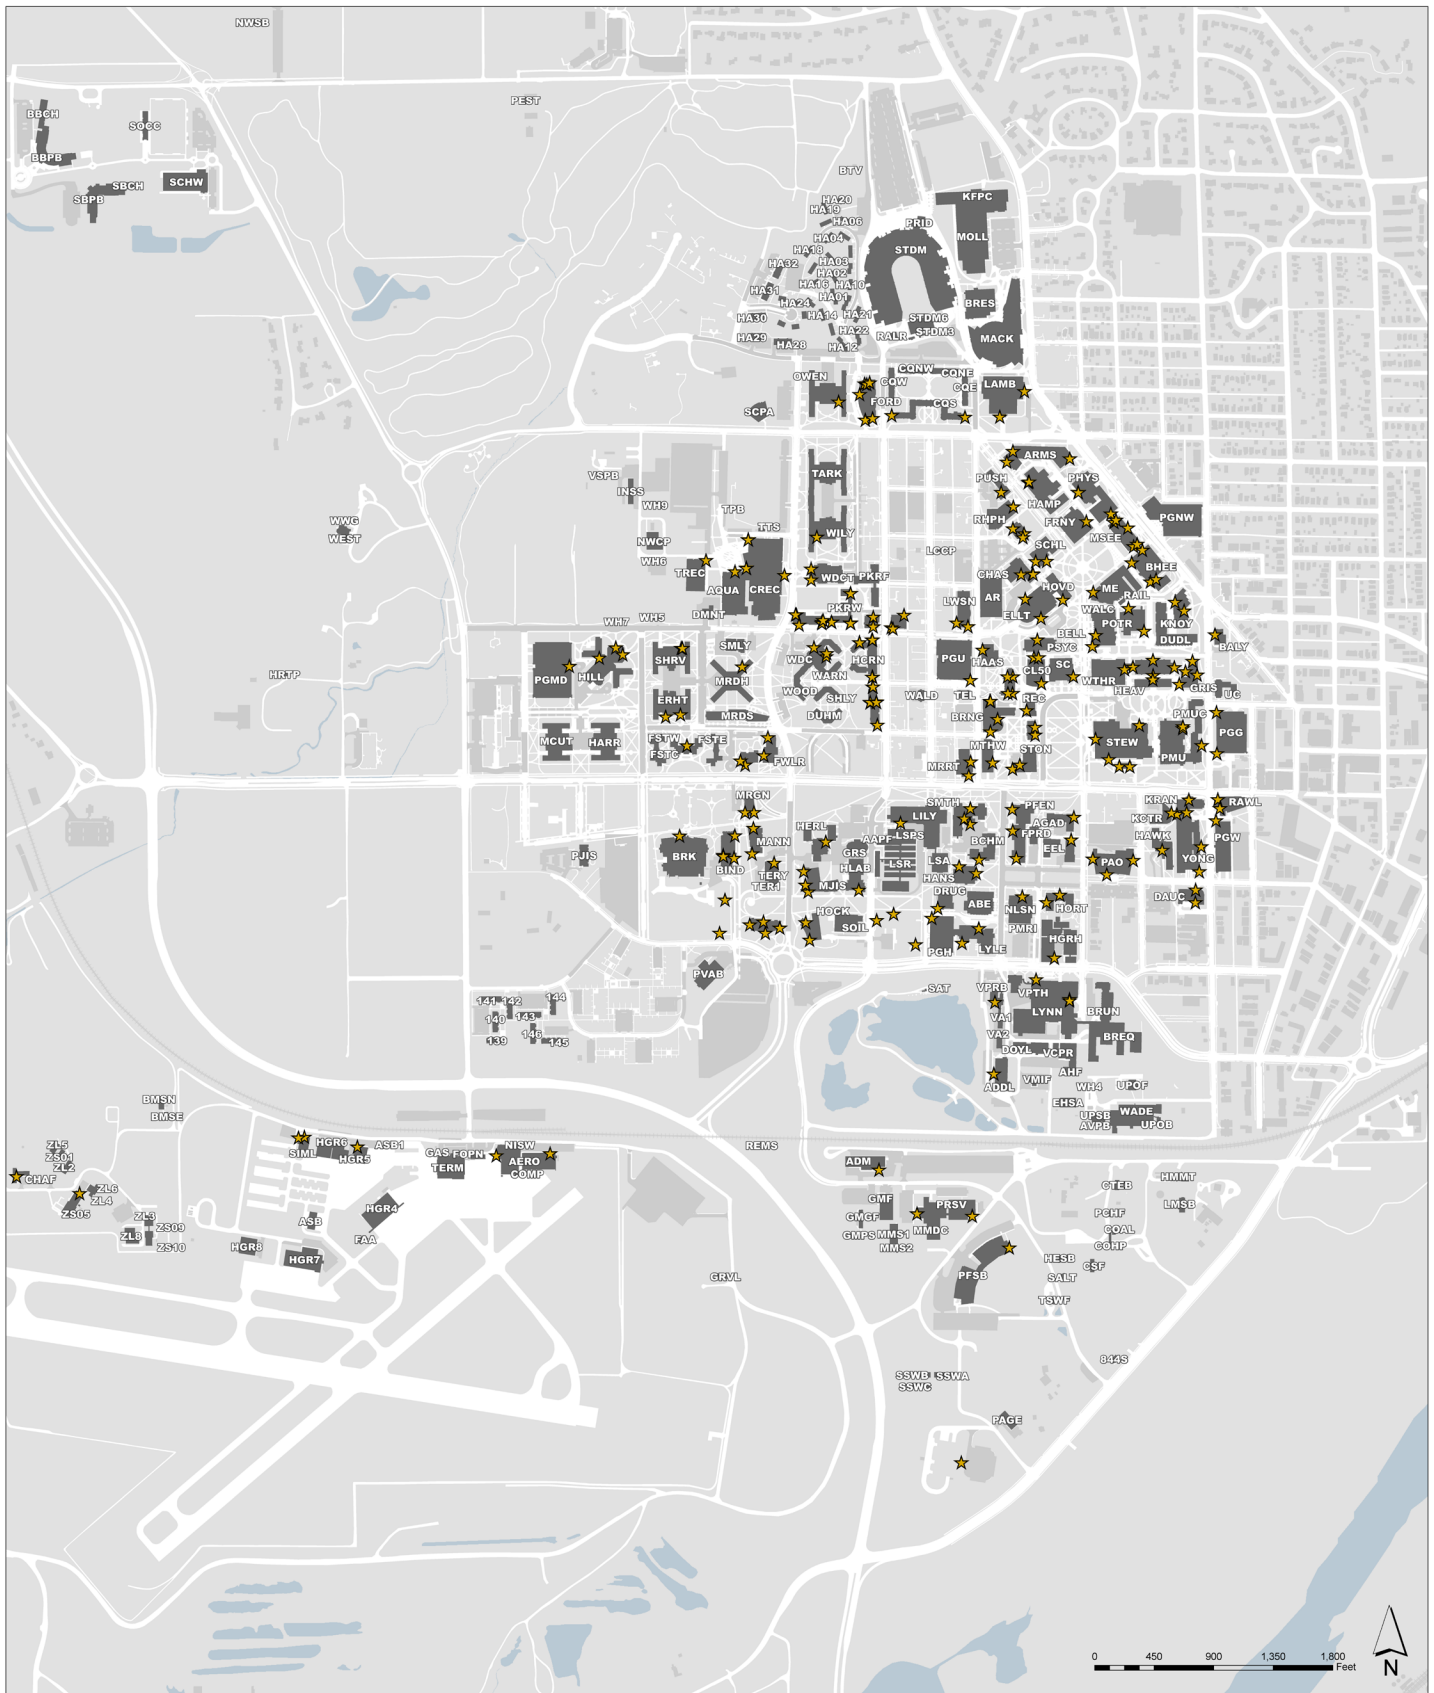 NWSB
PEST
BBCH
SOCC
BBPB
SBCH
SCHW
SBPB
BTV
HA20
HA19
HA06
PRID
KFPC
HA04
MOLL
HA18
STDM
HA32
HA03
HA02
HA16
HA10
HA31
HA01
HA24
BRES
HA30
HA14
HA21
STDM6
HA22
STDM3
HA29
RALR
MACK
HA28
HA12
OWEN
CQNW
CQNE
CQW
CQE
LAMB
FORD
CQS
SCPA
ARMS
TARK
VSPB
PUSH
PHYS
INSS
HAMP
WH9
TPB
RHPH
FRNY
PGNW
WWG
WEST
TTS
WILY
MSEE
NWCP
SCHL
LCCP
WH6
TREC
WDCT
PKRF
CHAS
BHEE
AQUA
CREC
HOVD
ME
RAIL
AR
LWSN
WALC
PKRW
DMNT
ELLT
POTR
KNOY
WH5
WH7
BELL
DUDL
SMLY
PSYC
BALY
SHRV
WDC
HCRN
PGU
HAAS
SC
HILL
CL50
WTHR
HRTP
PGMD
MRDH
WARN
WOOD
HEAV
GRIS
UC
ERHT
SHLY
WALD
TEL
REC
MRDS
DUHM
BRNG
PMUC
MCUT
HARR
FSTW
FSTE
MTHW
STON
STEW
PGG
FSTC
PMU
FWLR
MRRT
MRGN
SMTH
PFEN
KRAN
RAWL
LILY
HERL
AGAD
KCTR
AAPF
LSPS
FPRD
HAWK
PGW
MANN
BCHM
EEL
GRS
PJIS
BRK
BIND
LSA
PAO
YONG
HLAB
LSR
TERY
HANS
TER1
MJIS
DRUG
DAUC
ABE
NLSN
HORT
HOCK
SOIL
PMRI
HGRH
PGH
LYLE
PVAB
SAT
VPRB
VPTH
141
142
144
LYNN
BRUN
140
143
VA1
146
VA2
BREQ
139
145
DOYL
VCPR
AHF
ADDL
VMIF
WH4
UPOF
BMSN
EHSA
BMSE
UPSB
WADE
AVPB
UPOB
ZL5
HGR6
ASB1
NISW
REMS
ZS01
SIML
GAS
FOPN
HGR5
AERO
ADM
ZL2
TERM
COMP
CHAF
HMMT
CTEB
ZL6
ZL4
GMF
PRSV
LMSB
ZS05
HGR4
PCHF
ZL3
ASB
GMGF
COAL
ZS09
MMDC
ZL8
FAA
GMPS
MMS1
ZS10
HGR8
MMS2
COHP
HGR7
HESB
CSF
GRVL
PFSB
SALT
TSWF
844S
SSWB
SSWA
SSWC
PAGE
0 450 900 1,350 1,800
Feet
N